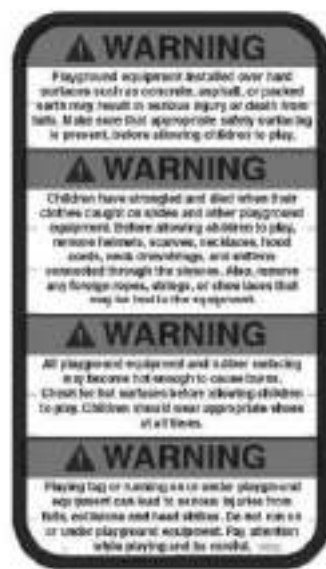 WARNING
Playground equipment installed over hard
surfaces such as concrete, asphalt, or packed
earth may result in serious injury or death from
falls. Make sure that appropriate safety surfacing
is present, before allowing children to play.
WARNING
Children have strangled and died when their
clothes caught on slides and other playground
equipment. Before allowing children to play,
remove helmets, scarves, necklaces, hood
cords, neck drawstrings, and mittens
connected through the sleeves. Also, remove
any foreign ropes, strings, or shoe laces that
may be tied to the equipment.
WARNING
All playground equipment and rubber surfacing
may become hot enough to cause burns.
Check for hot surfaces before allowing children
to play. Children should wear appropriate shoes
at all times.
WARNING
Playing tag or running on or under playground
equipment can lead to serious injuries from
falls, collisions and head strikes. Do not run on
or under playground equipment. Pay attention
while playing and be careful.